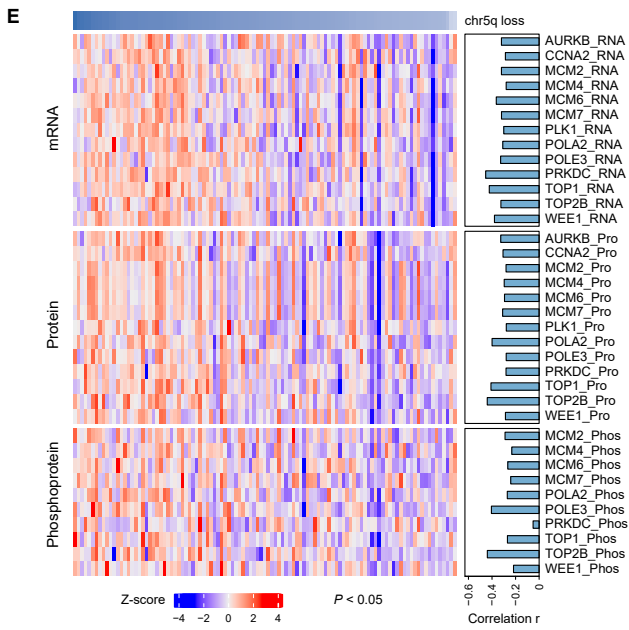 E
chr5q loss
mRNA
AURKB_RNA
CCNA2_RNA
MCM2_RNA
MCM4_RNA
MCM6_RNA
MCM7_RNA
PLK1_RNA
POLA2_RNA
POLE3_RNA
PRKDC_RNA
TOP1_RNA
TOP2B_RNA
WEE1_RNA
Protein
AURKB_Pro
CCNA2_Pro
MCM2_Pro
MCM4_Pro
MCM6_Pro
MCM7_Pro
PLK1_Pro
POLA2_Pro
POLE3_Pro
PRKDC_Pro
TOP1_Pro
TOP2B_Pro
WEE1_Pro
Phosphoprotein
MCM2_Phos
MCM4_Phos
MCM6_Phos
MCM7_Phos
POLA2_Phos
POLE3_Phos
PRKDC_Phos
TOP1_Phos
TOP2B_Phos
WEE1_Phos
Z-score
−4 −2 0 2 4
P < 0.05
−0.6 −0.4 −0.2 0
Correlation r